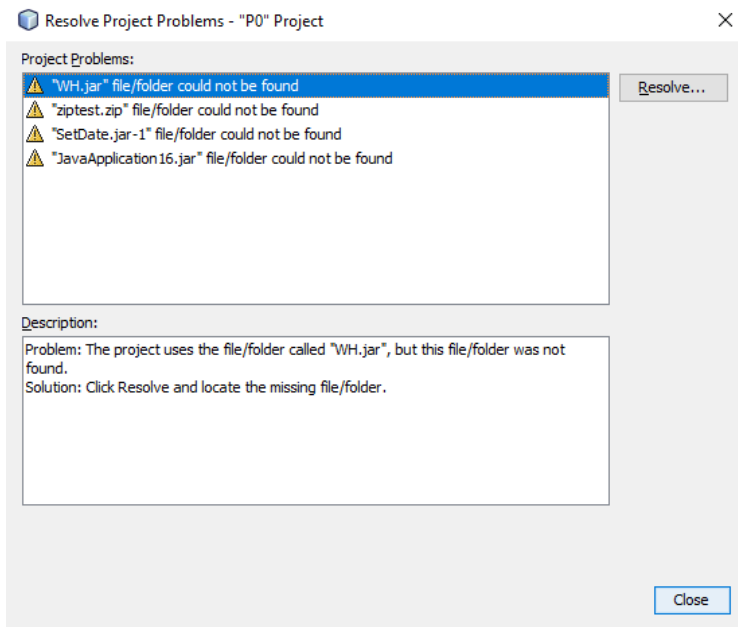 Resolve Project Problems - "P0" Project
Project Problems:
"WH.jar" file/folder could not be found
Resolve...
"ziptest.zip" file/folder could not be found
"SetDate.jar-1" file/folder could not be found
"JavaApplication16.jar" file/folder could not be found
Description:
Problem: The project uses the file/folder called "WH.jar", but this file/folder was not
found.
Solution: Click Resolve and locate the missing file/folder.
Close